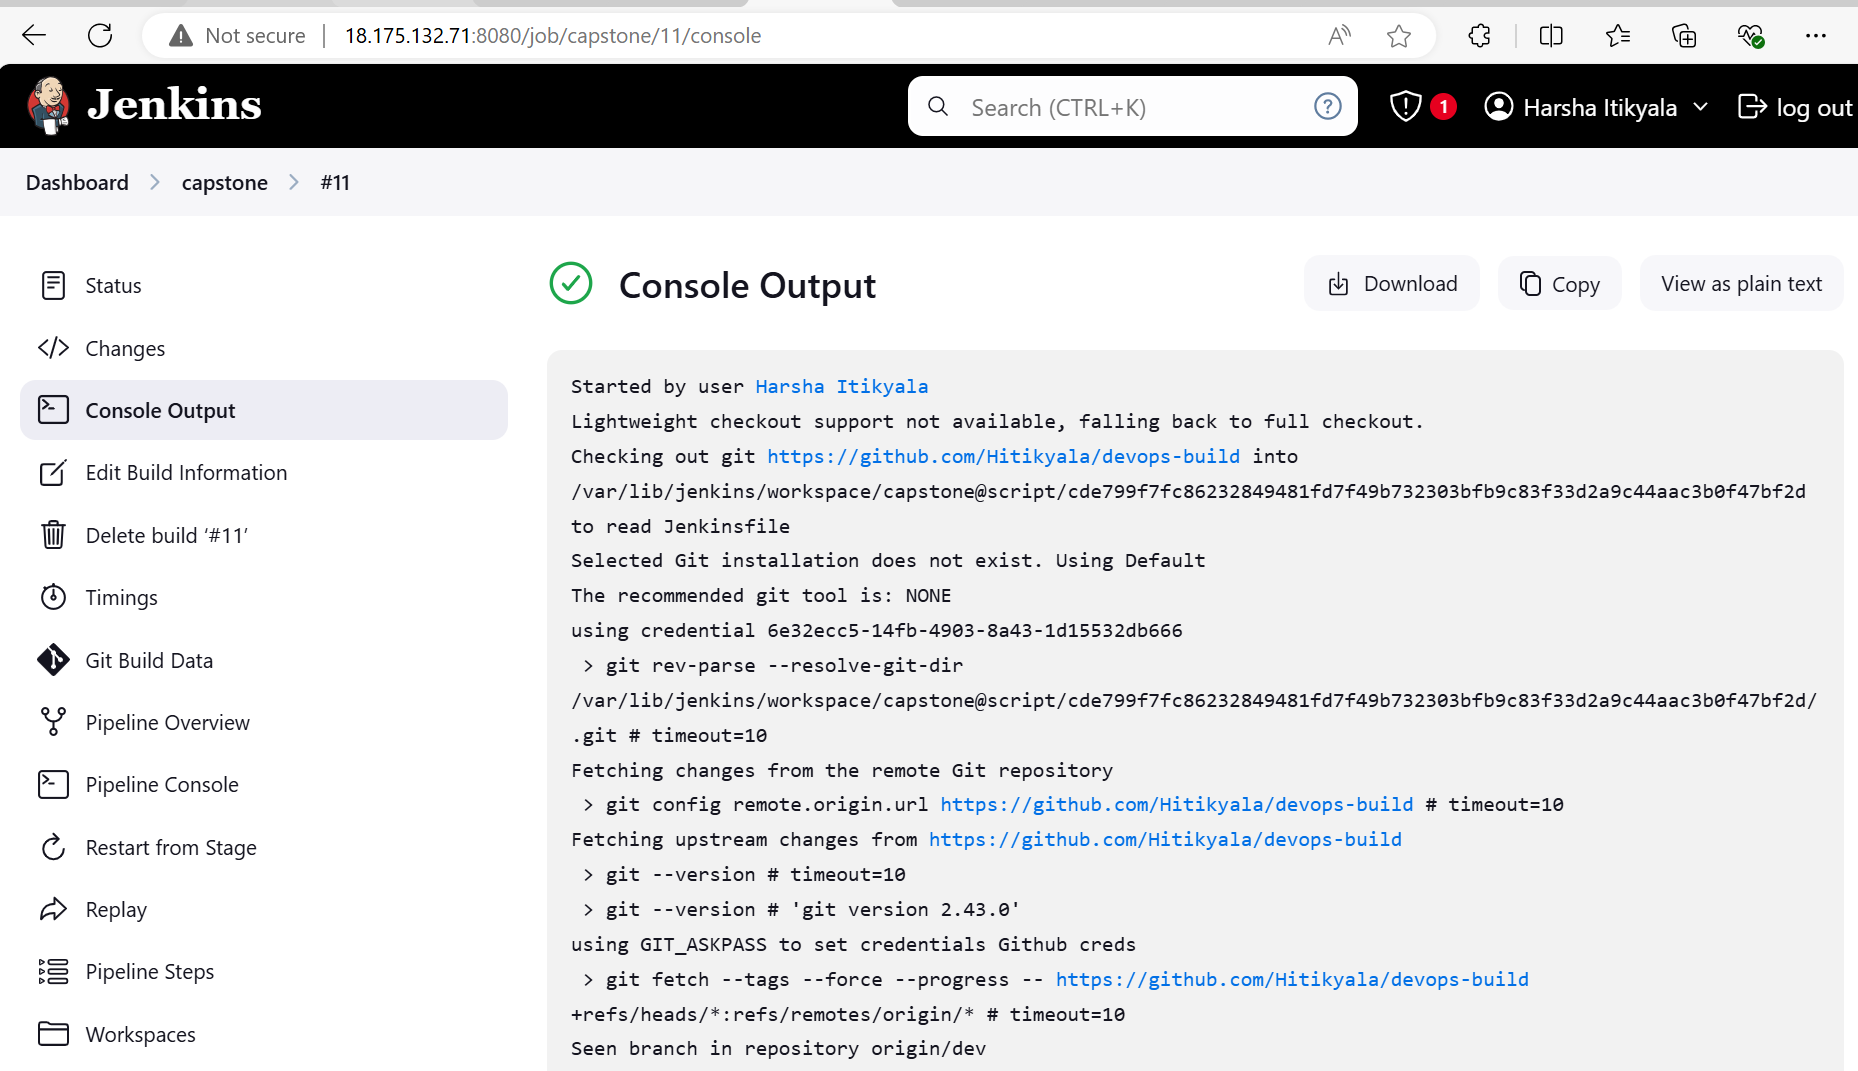 Not secure
18.175.132.71:8080/job/capstone/11/console
Jenkins
Search (CTRL+K)
1
Harsha Itikyala
log out
Dashboard
capstone
#11
Status
Changes
Console Output
Edit Build Information
Delete build ‘#11’
Timings
Git Build Data
Pipeline Overview
Pipeline Console
Restart from Stage
Replay
Pipeline Steps
Workspaces
Console Output
Download
Copy
View as plain text
Started by user Harsha Itikyala
Lightweight checkout support not available, falling back to full checkout.
Checking out git https://github.com/Hitikyala/devops-build into
/var/lib/jenkins/workspace/capstone@script/cde799f7fc86232849481fd7f49b732303bfb9c83f33d2a9c44aac3b0f47bf2d
to read Jenkinsfile
Selected Git installation does not exist. Using Default
The recommended git tool is: NONE
using credential 6e32ecc5-14fb-4903-8a43-1d15532db666
> git rev-parse --resolve-git-dir
/var/lib/jenkins/workspace/capstone@script/cde799f7fc86232849481fd7f49b732303bfb9c83f33d2a9c44aac3b0f47bf2d/
.git # timeout=10
Fetching changes from the remote Git repository
> git config remote.origin.url https://github.com/Hitikyala/devops-build # timeout=10
Fetching upstream changes from https://github.com/Hitikyala/devops-build
> git --version # timeout=10
> git --version # 'git version 2.43.0'
using GIT_ASKPASS to set credentials Github creds
> git fetch --tags --force --progress -- https://github.com/Hitikyala/devops-build
+refs/heads/*:refs/remotes/origin/* # timeout=10
Seen branch in repository origin/dev